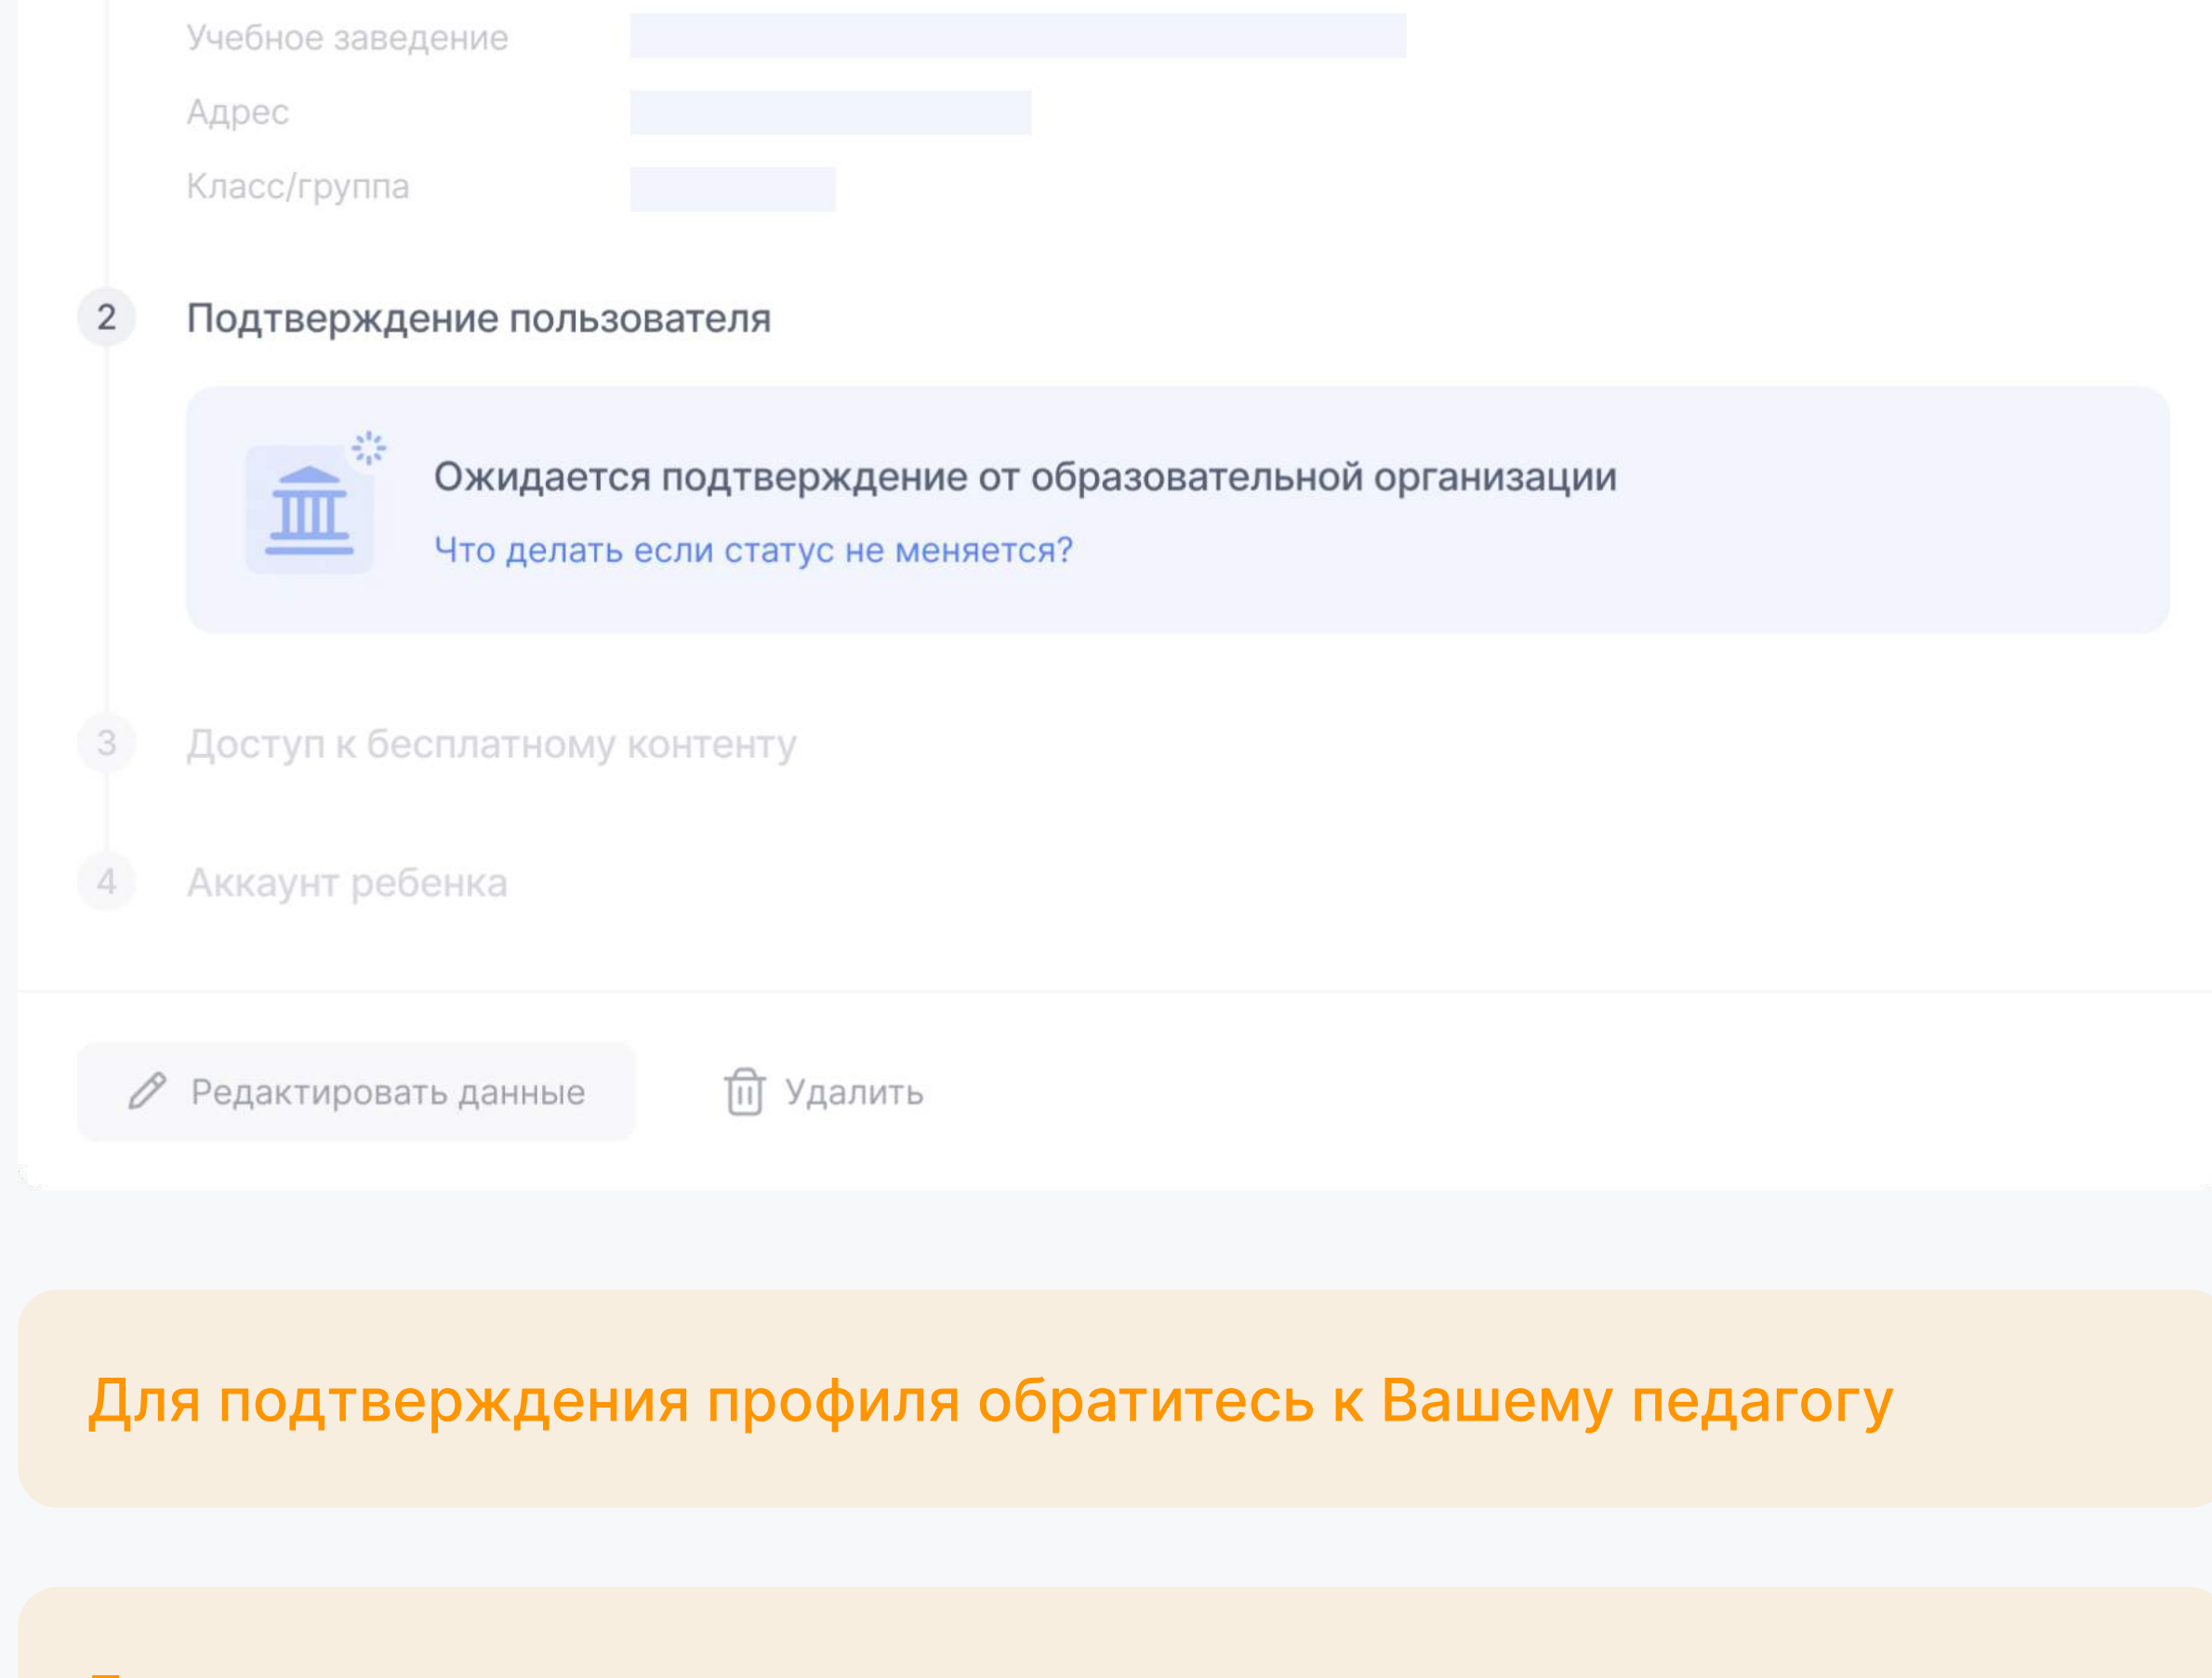 Учебное заведение
Адрес
Класс/группа
2 Подтверждение пользователя
Ожидается подтверждение от образовательной организации
Что делать если статус не меняется?
3 Доступ к бесплатному контенту
4 Аккаунт ребенка
Редактировать данные Удалить
Для подтверждения профиля обратитесь к Вашему педагогу